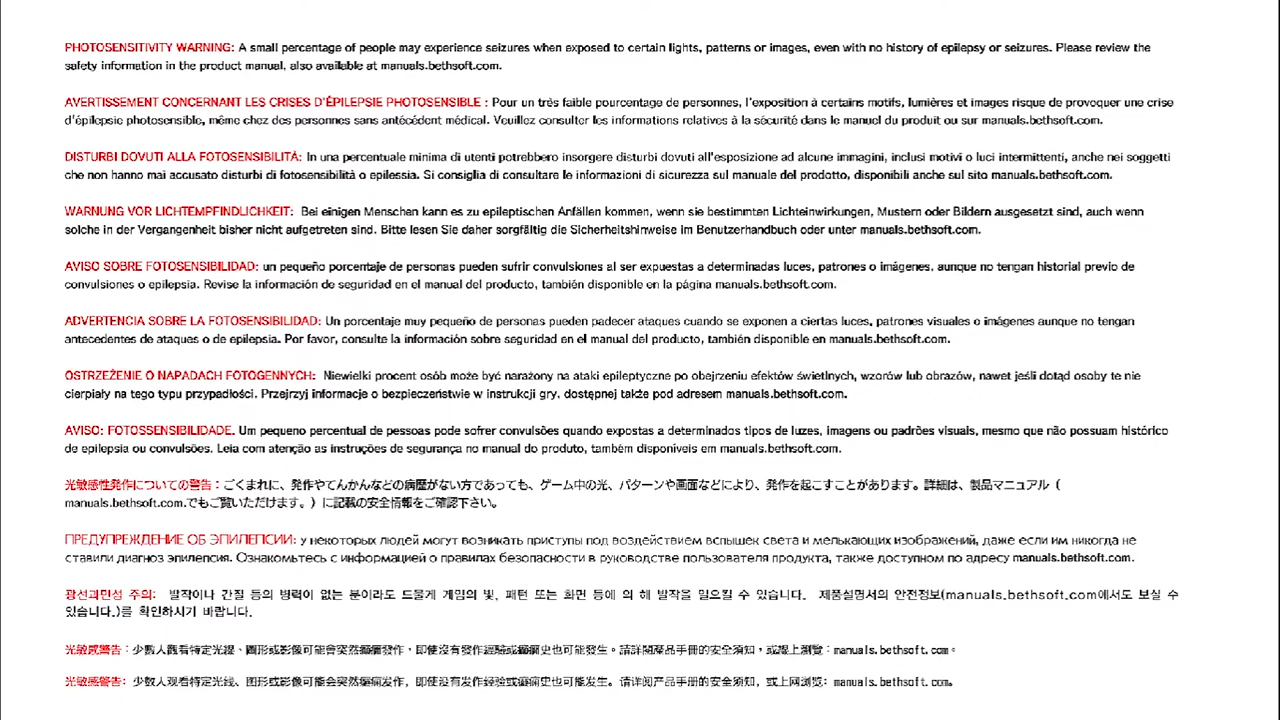 PHOTOSENSITIVITY WARNING: A small percentage of people may experience seizures when exposed to certain lights, patterns or images, even with no history of epilepsy or seizures. Please review the
safety information in the product manual, also available at manuals.bethsoft.com.
AVERTISSEMENT CONCERNANT LES CRISES D'ÉPILEPSIE PHOTOSENSIBLE : Pour un très faible pourcentage de personnes, l'exposition à certains motifs, lumières et images risque de provoquer une crise
d'épilepsie photosensible, même chez des personnes sans antécédent médical. Veuillez consulter les informations relatives à la sécurité dans le manuel du produit ou sur manuals.bethsoft.com.
DISTURBI DOVUTI ALLA FOTOSENSIBILITÀ: In una percentuale minima di utenti potrebbero insorgere disturbi dovuti all'esposizione ad alcune immagini, inclusi motivi o luci intermittenti, anche nei soggetti
che non hanno mai accusato disturbi di fotosensibilità o epilessia. Si consiglia di consultare le informazioni di sicurezza sul manuale del prodotto, disponibili anche sul sito manuals.bethsoft.com.
WARNUNG VOR LICHTEMPFINDLICHKEIT: Bei einigen Menschen kann es zu epileptischen Anfällen kommen, wenn sie bestimmten Lichteinwirkungen, Mustern oder Bildern ausgesetzt sind, auch wenn
solche in der Vergangenheit bisher nicht aufgetreten sind. Bitte lesen Sie daher sorgfältig die Sicherheitshinweise im Benutzerhandbuch oder unter manuals.bethsoft.com.
AVISO SOBRE FOTOSENSIBILIDAD: un pequeño porcentaje de personas pueden sufrir convulsiones al ser expuestas a determinadas luces, patrones o imágenes, aunque no tengan historial previo de
convulsiones o epilepsia. Revise la información de seguridad en el manual del producto, también disponible en la página manuals.bethsoft.com.
ADVERTENCIA SOBRE LA FOTOSENSIBILIDAD: Un porcentaje muy pequeño de personas pueden padecer ataques cuando se exponen a ciertas luces, patrones visuales o imágenes aunque no tengan
antecedentes de ataques o de epilepsia. Por favor, consulte la información sobre seguridad en el manual del producto, también disponible en manuals.bethsoft.com.
OSTRZEŻENIE O NAPADACH FOTOGENNYCH: Niewielki procent osób może być narażony na ataki epileptyczne po obejrzeniu efektów świetlnych, wzorów lub obrazów, nawet jeśli dotąd osoby te nie
cierpiały na tego typu przypadłości. Przejrzyj informacje o bezpieczeństwie w instrukcji gry, dostępnej także pod adresem manuals.bethsoft.com.
AVISO: FOTOSSENSIBILIDADE. Um pequeno percentual de pessoas pode sofrer convulsões quando expostas a determinados tipos de luzes, imagens ou padrões visuais, mesmo que não possuam histórico
de epilepsia ou convulsões. Leia com atenção as instruções de segurança no manual do produto, também disponíveis em manuals.bethsoft.com.
光敏感性発作についての警告：ごくまれに、発作やてんかんなどの病歴がない方であっても、ゲーム中の光、パターンや画面などにより、発作を起こすことがあります。詳細は、製品マニュアル（
manuals.bethsoft.com.でもご覧いただけます。）に記載の安全情報をご確認下さい。
ПРЕДУПРЕЖДЕНИЕ ОБ ЭПИЛЕПСИИ: у некоторых людей могут возникать приступы под воздействием вспышек света и мелькающих изображений, даже если им никогда не
ставили диагноз эпилепсия. Ознакомьтесь с информацией о правилах безопасности в руководстве пользователя продукта, также доступном по адресу manuals.bethsoft.com.
광선과민성 주의: 발작이나 간질 등의 병력이 없는 분이라도 드물게 게임의 빛, 패턴 또는 화면 등에 의 해 발작을 일으킬 수 있습니다. 제품설명서의 안전정보(manuals.bethsoft.com에서도 보실 수
있습니다.)를 확인하시기 바랍니다.
光敏感警告：少數人觀看特定光線、圖形或影像可能會突然癲癇發作，即使沒有發作經驗或癲癇史也可能發生。請詳閱產品手冊的安全須知，或線上瀏覽：manuals.bethsoft.com。
光敏感警告：少数人观看特定光线、图形或影像可能会突然癫痫发作，即使没有发作经验或癫痫史也可能发生。请详阅产品手册的安全须知，或上网浏览：manuals.bethsoft.com。